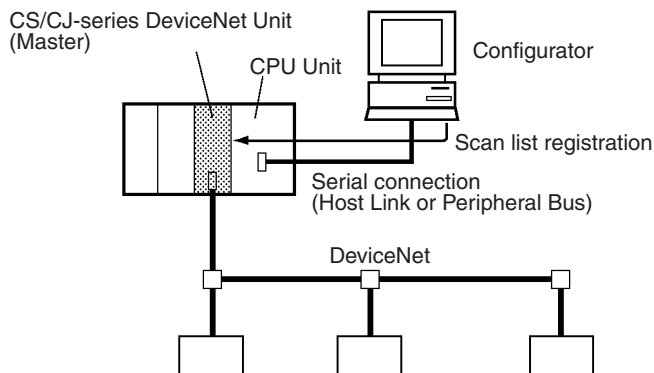 CS/CJ-series DeviceNet Unit
(Master)
CPU Unit
Configurator
Scan list registration
Serial connection
(Host Link or Peripheral Bus)
DeviceNet